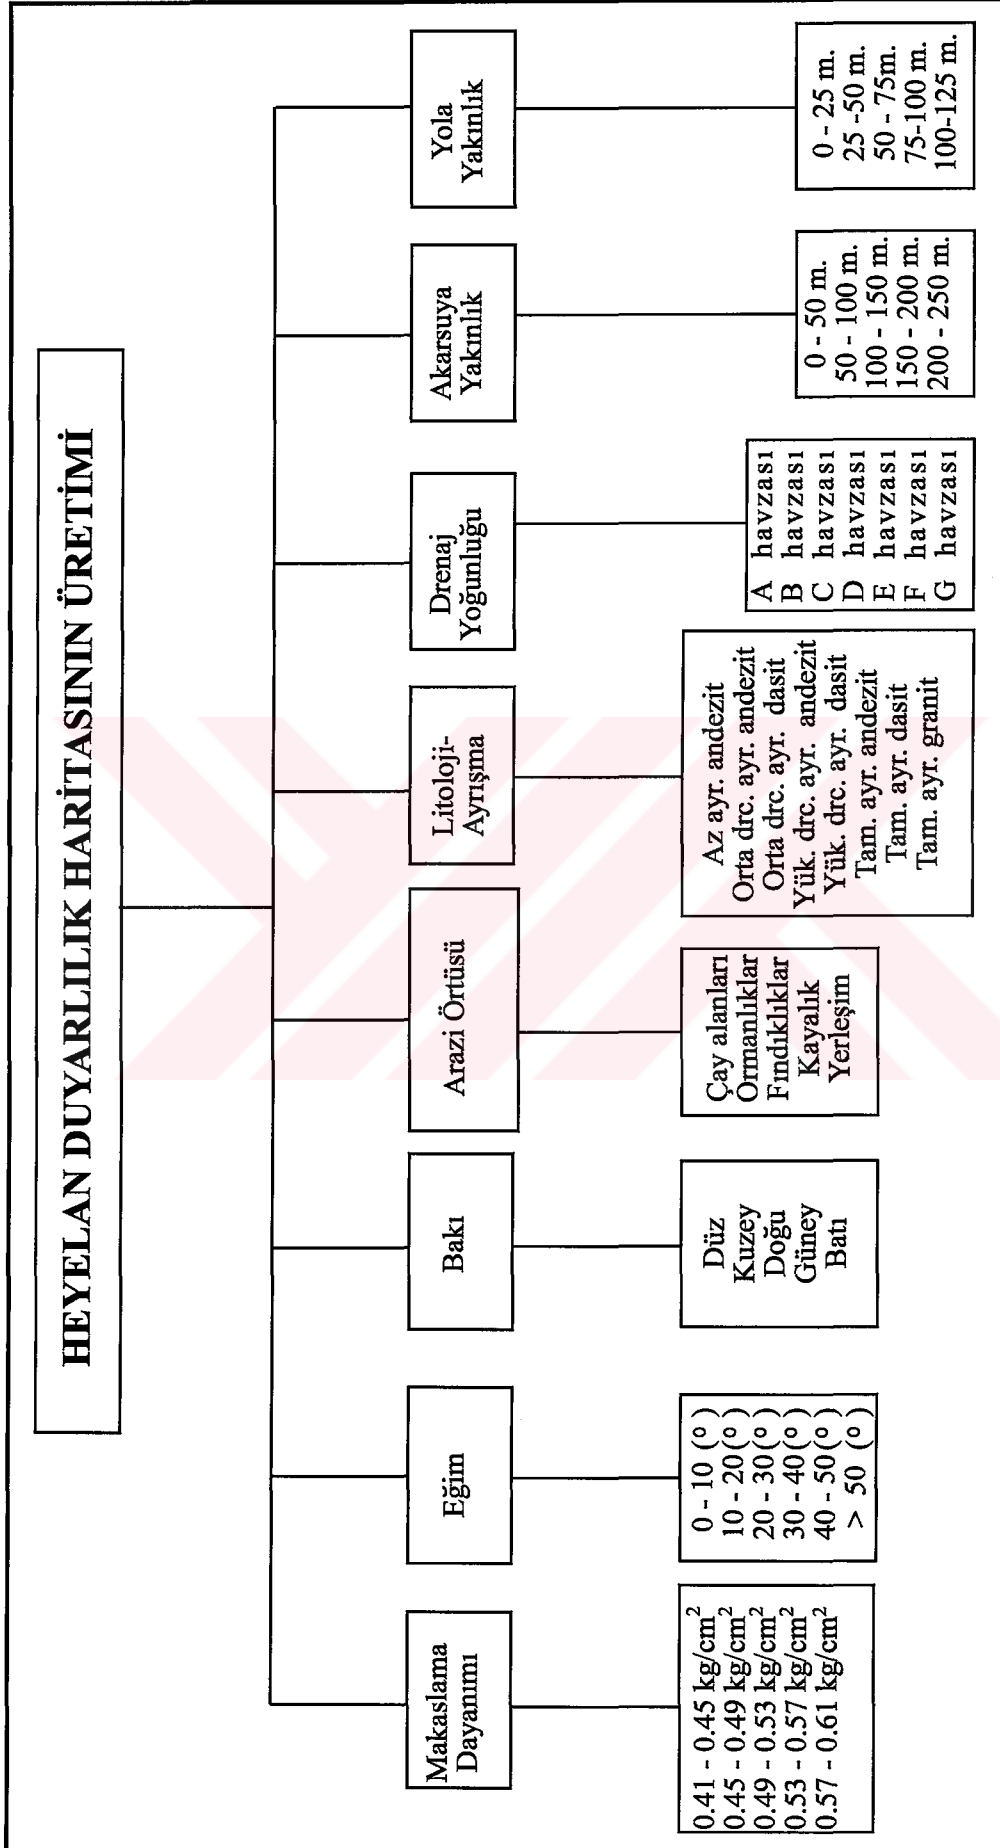 HEYELAN DUYARLILIK HARİTASININ ÜRETİMİ
Makaslama
Dayanımı
0.41 - 0.45 kg/cm²
0.45 - 0.49 kg/cm²
0.49 - 0.53 kg/cm²
0.53 - 0.57 kg/cm²
0.57 - 0.61 kg/cm²
Eğim
0 - 10 (º)
10 - 20(º)
20 - 30(º)
30 - 40(º)
40 - 50(º)
> 50 (º)
Bakı
Düz
Kuzey
Doğu
Güney
Batı
Arazi Örtüsü
Çay alanları
Ormanlıklar
Fındıklıklar
Kayalık
Yerleşim
Litoloji-
Ayrışma
Az ayr. andezit
Orta drc. ayr. andezit
Orta drc. ayr. dasit
Yük. drc. ayr. andezit
Yük. drc. ayr. dasit
Tam. ayr. andezit
Tam. ayr. dasit
Tam. ayr. granit
Drenaj
Yoğunluğu
A havzası
B havzası
C havzası
D havzası
E havzası
F havzası
G havzası
Akarsuya
Yakınlık
0 - 50 m.
50 - 100 m.
100 - 150 m.
150 - 200 m.
200 - 250 m.
Yola
Yakınlık
0 - 25 m.
25 -50 m.
50 - 75m.
75-100 m.
100-125 m.